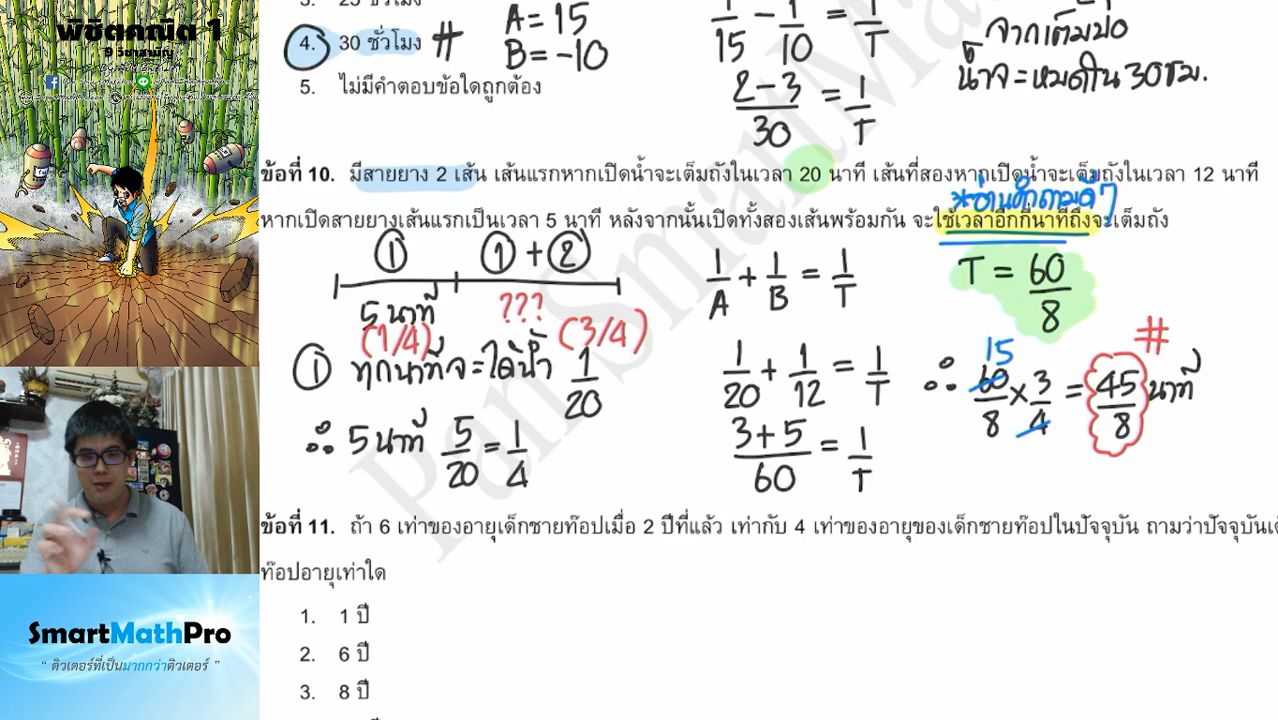 พิชิตคณิต 1
9 วิชาสามัญ
4. 30 ชั่วโมง #
A = 15
B = -10
1/15 - 1/10 = 1/T
2 - 3/30 = 1/T
จากเต็มบ่อ
น้ำจะหมดใน 30 ชม.
5. ไม่มีคำตอบข้อใดถูกต้อง
ข้อที่ 10. มีสายยาง 2 เส้น เส้นแรกหากเปิดน้ำจะเต็มถังในเวลา 20 นาที เส้นที่สองหากเปิดน้ำจะเต็มถังในเวลา 12 นาที
*อ่านคำถามดีๆ
หากเปิดสายยางเส้นแรกเป็นเวลา 5 นาที หลังจากนั้นเปิดทั้งสองเส้นพร้อมกัน จะใช้เวลาอีกกี่นาทีถึงจะเต็มถัง
① ① + ②
5 นาที ???
(1/4) (3/4)
① ทุกนาทีจะได้น้ำ 1/20
∴ 5 นาที 5/20 = 1/4
1/A + 1/B = 1/T
1/20 + 1/12 = 1/T
3 + 5/60 = 1/T
T = 60/8
15
∴ 60/8 × 3/4 = 45/8 นาที #
ข้อที่ 11. ถ้า 6 เท่าของอายุเด็กชายท๊อปเมื่อ 2 ปีที่แล้ว เท่ากับ 4 เท่าของอายุของเด็กชายท๊อปในปัจจุบัน ถามว่าปัจจุบัน
ท๊อปอายุเท่าใด
1. 1 ปี
2. 6 ปี
3. 8 ปี
SmartMathPro
“ ติวเตอร์ที่เป็นมากกว่าติวเตอร์ ”